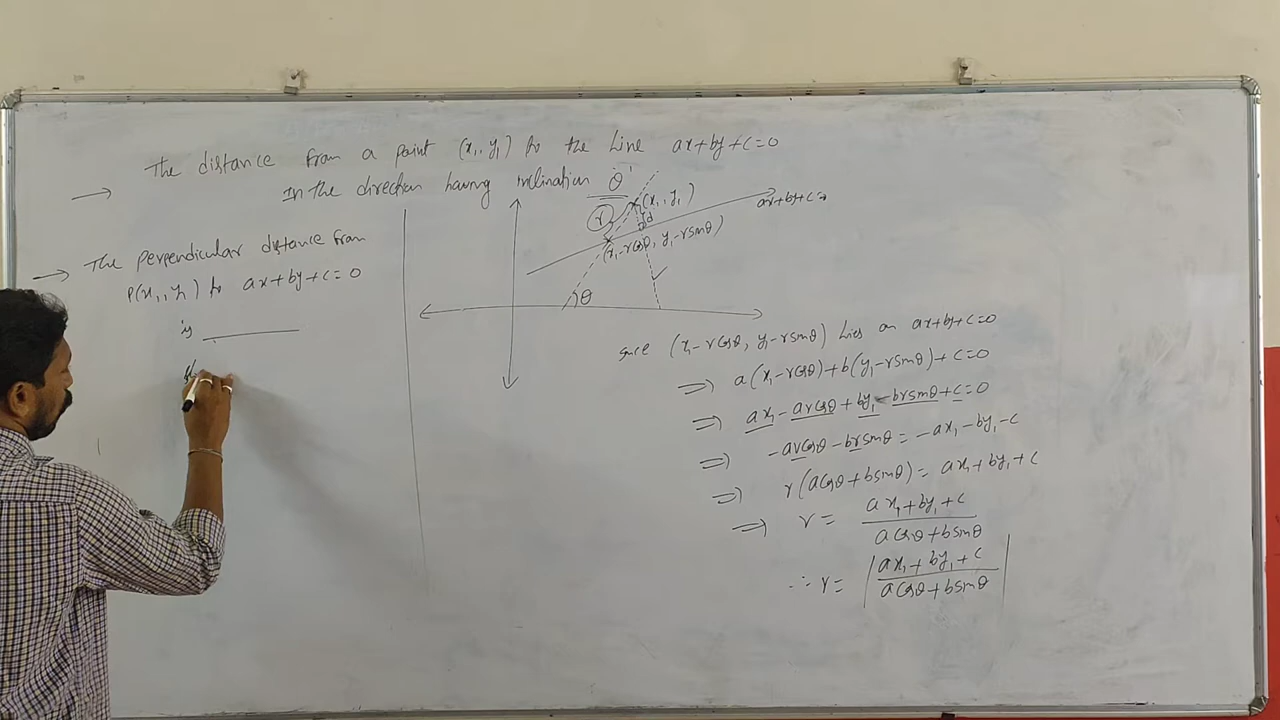 → The distance from a point (x₁, y₁) to the Line ax+by+c=0
In the direction having inclination θ
→ The perpendicular distance from
P(x₁, y₁) to ax+by+c=0
is ________
r
(x₁, y₁)
d
ax+by+c=
(x₁-rcosθ, y₁-rsinθ)
θ
since (x₁-rcosθ, y₁-rsinθ) Lies on ax+by+c=0
⇒ a(x₁-rcosθ)+b(y₁-rsinθ)+c=0
⇒ ax₁-arcosθ+by₁-brsinθ+c=0
⇒ -arcosθ-brsinθ=-ax₁-by₁-c
⇒ r(acosθ+bsinθ)=ax₁+by₁+c
⇒ r= (ax₁+by₁+c)/(acosθ+bsinθ)
∴ r= |(ax₁+by₁+c)/(acosθ+bsinθ)|